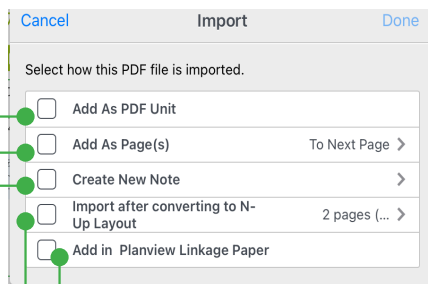 Cancel Import Done
Select how this PDF file is imported.
Add As PDF Unit
Add As Page(s) To Next Page
Create New Note
Import after converting to N-
Up Layout 2 pages (...
Add in Planview Linkage Paper